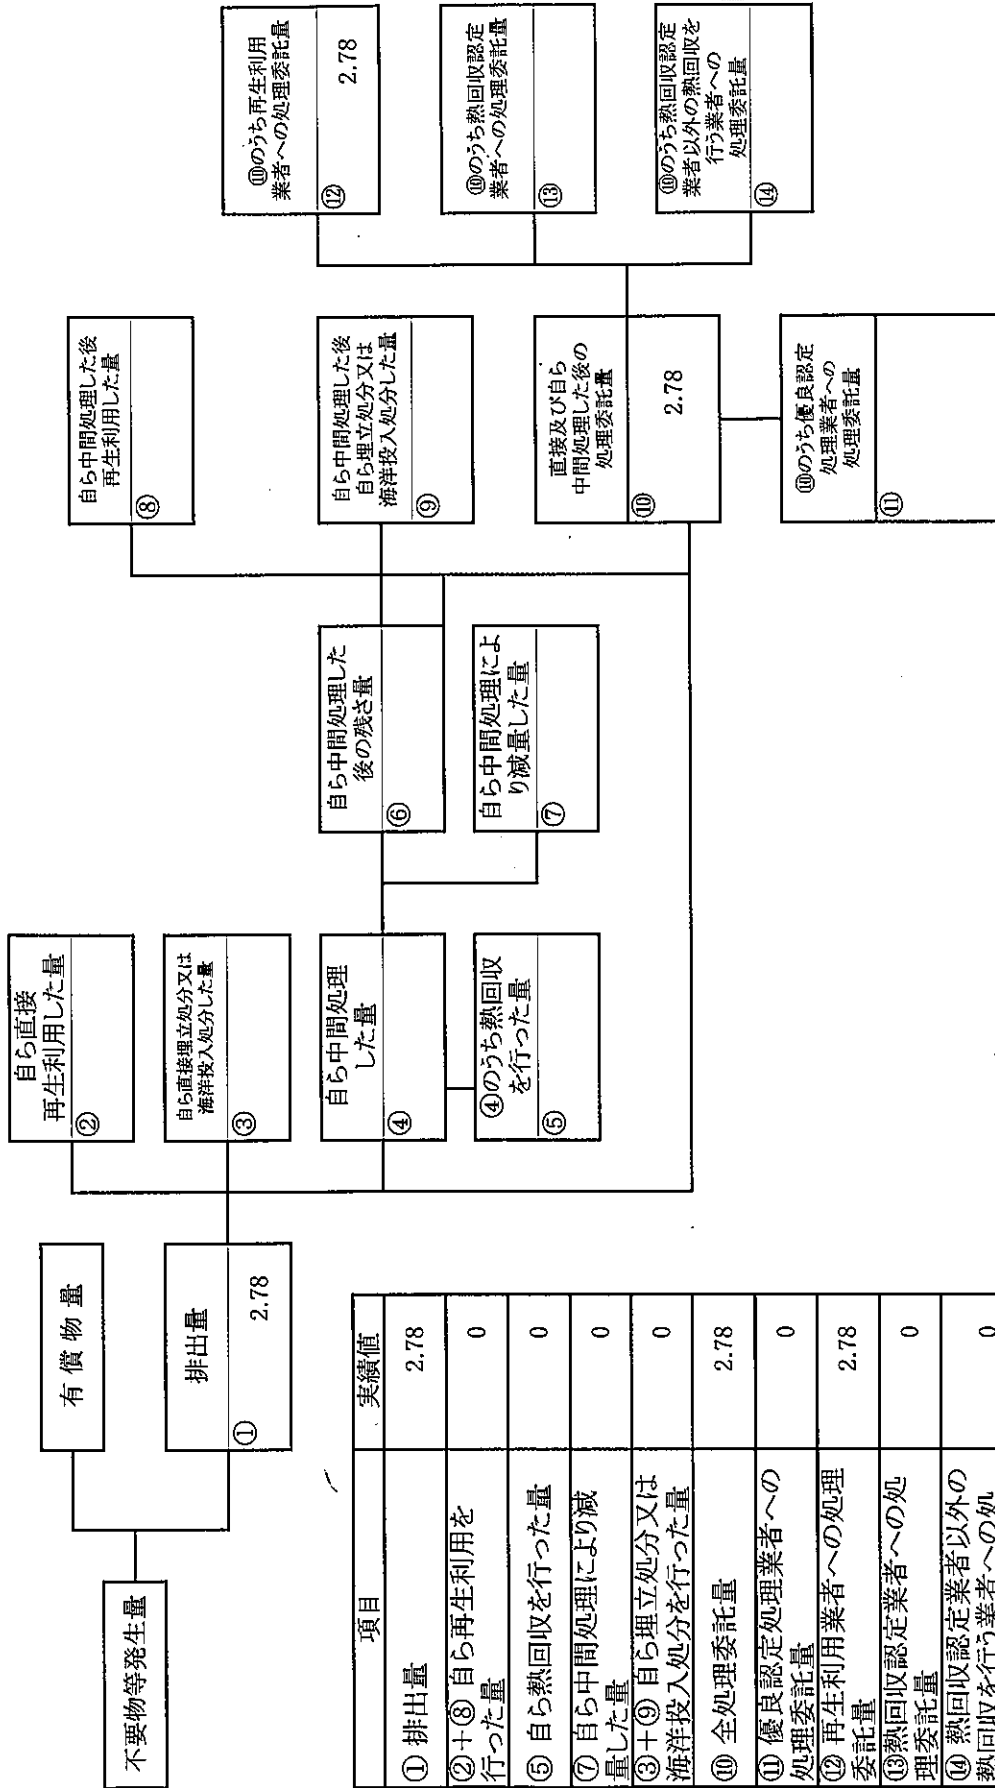 不要物等発生量
有 償 物 量
排出量
①
2.78
自ら直接
再生利用した量
②
自ら直接埋立処分又は
海洋投入処分した量
③
自ら中間処理
した量
④
④のうち熱回収
を行った量
⑤
自ら中間処理した
後の残さ量
⑥
自ら中間処理によ
り減量した量
⑦
自ら中間処理した後
再生利用した量
⑧
自ら中間処理した後
自ら埋立処分又は
海洋投入処分した量
⑨
直接及び自ら
中間処理した後の
処理委託量
⑩
2.78
⑩のうち優良認定
処理業者への
処理委託量
⑪
⑩のうち再生利用
業者への処理委託量
⑫
2.78
⑩のうち熱回収認定
業者への処理委託量
⑬
⑩のうち熱回収認定
業者以外の熱回収を
行う業者への
処理委託量
⑭
項目 実績値
① 排出量 2.78
②+⑧ 自ら再生利用を
行った量 0
⑤ 自ら熱回収を行った量 0
⑦ 自ら中間処理により減
量した量 0
③+⑨ 自ら埋立処分又は
海洋投入処分を行った量 0
⑩ 全処理委託量 2.78
⑪ 優良認定処理業者への
処理委託量 0
⑫ 再生利用業者への処理
委託量 2.78
⑬熱回収認定業者への処
理委託量 0
⑭ 熱回収認定業者以外の
熱回収を行う業者への処 0